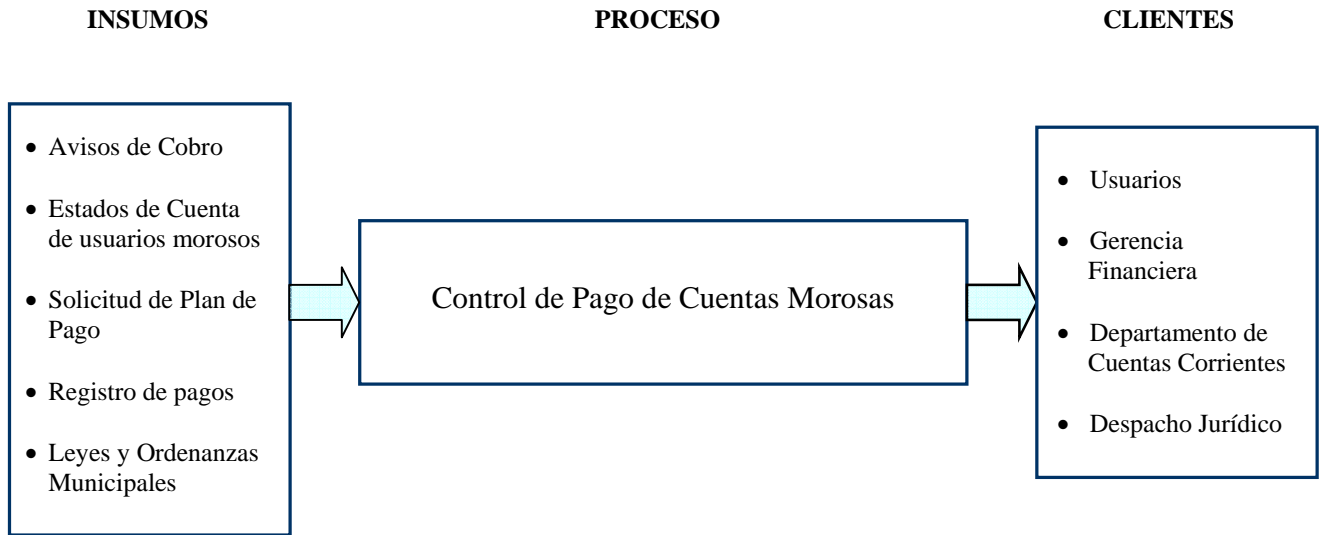 INSUMOS
PROCESO
CLIENTES
• Avisos de Cobro
• Estados de Cuenta
de usuarios morosos
• Solicitud de Plan de
Pago
• Registro de pagos
• Leyes y Ordenanzas
Municipales
Control de Pago de Cuentas Morosas
• Usuarios
• Gerencia
Financiera
• Departamento de
Cuentas Corrientes
• Despacho Jurídico